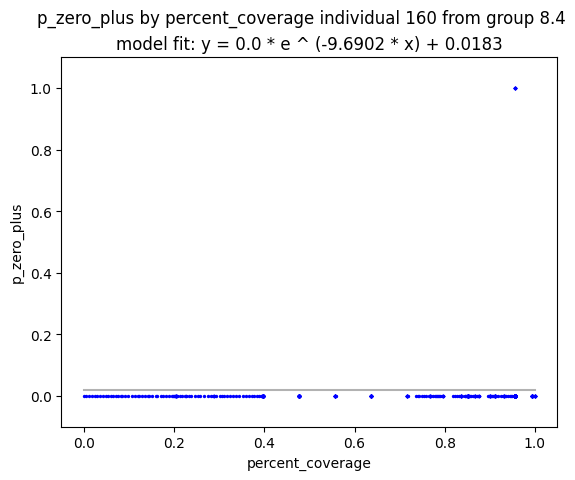 p_zero_plus by percent_coverage individual 160 from group 8.4
model fit: y = 0.0 * e ^ (-9.6902 * x) + 0.0183
1.0
0.8
0.6
0.4
0.2
0.0
p_zero_plus
0.0 0.2 0.4 0.6 0.8 1.0
percent_coverage